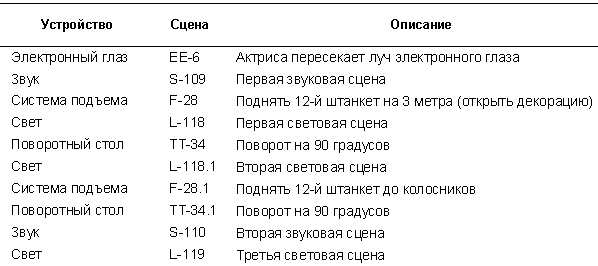 Устройство Сцена Описание
Электронный глаз EE-6 Актриса пересекает луч электронного глаза
Звук S-109 Первая звуковая сцена
Система подъема F-28 Поднять 12-й штанкет на 3 метра (открыть декорацию)
Свет L-118 Первая световая сцена
Поворотный стол TT-34 Поворот на 90 градусов
Свет L-118.1 Вторая световая сцена
Система подъема F-28.1 Поднять 12-й штанкет до колосников
Поворотный стол TT-34.1 Поворот на 90 градусов
Звук S-110 Вторая звуковая сцена
Свет L-119 Третья световая сцена